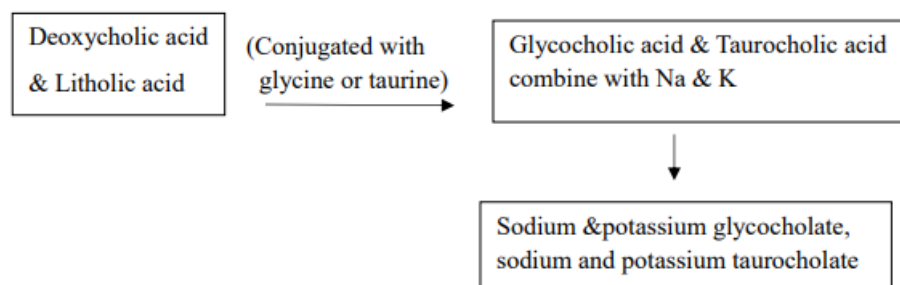 Deoxycholic acid
& Litholic acid
(Conjugated with
glycine or taurine)
Glycocholic acid & Taurocholic acid
combine with Na & K
Sodium &potassium glycocholate,
sodium and potassium taurocholate